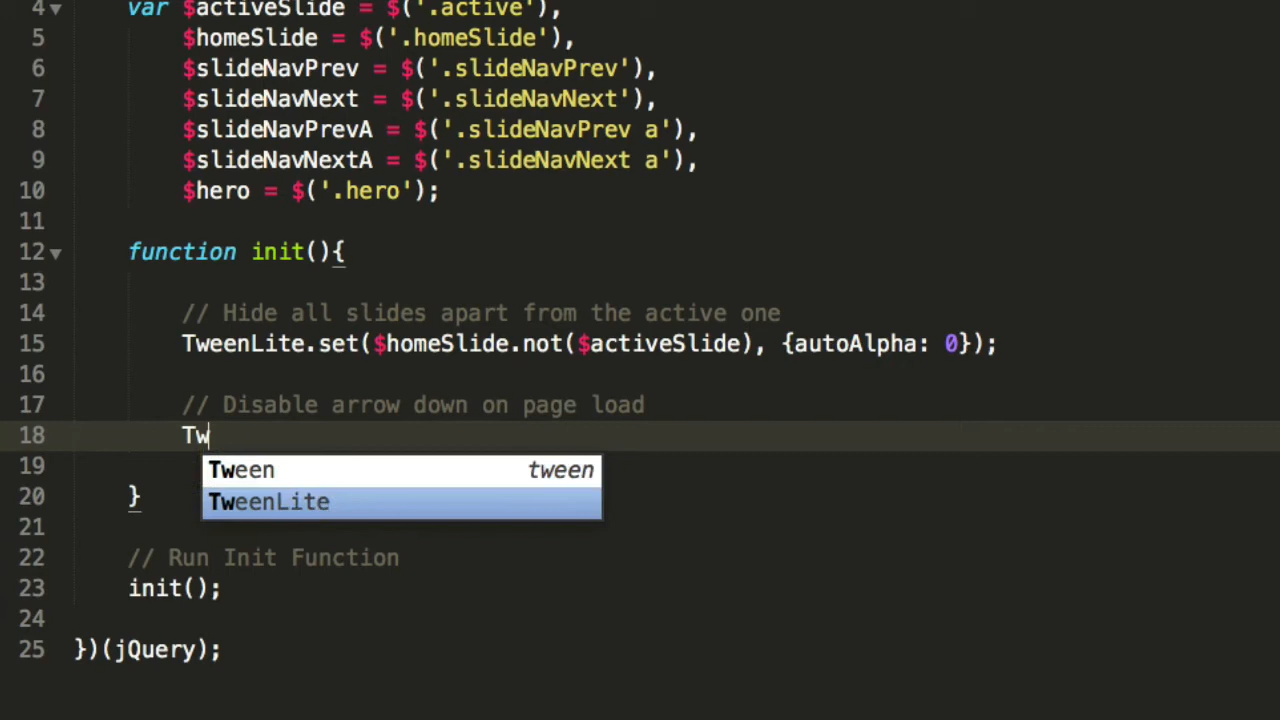 4 var $activeSlide = $('.active'),
5 $homeSlide = $('.homeSlide'),
6 $slideNavPrev = $('.slideNavPrev'),
7 $slideNavNext = $('.slideNavNext'),
8 $slideNavPrevA = $('.slideNavPrev a'),
9 $slideNavNextA = $('.slideNavNext a'),
10 $hero = $('.hero');
11
12 function init(){
13
14 // Hide all slides apart from the active one
15 TweenLite.set($homeSlide.not($activeSlide), {autoAlpha: 0});
16
17 // Disable arrow down on page load
18 Tw
19 Tween tween
20 }
TweenLite
21
22 // Run Init Function
23 init();
24
25 })(jQuery);